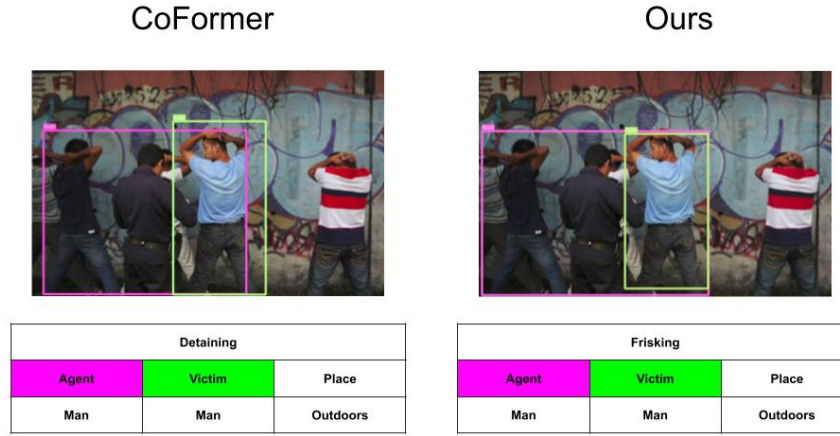 CoFormer
Ours
Detaining
Agent Victim Place
Man Man Outdoors
Frisking
Agent Victim Place
Man Man Outdoors